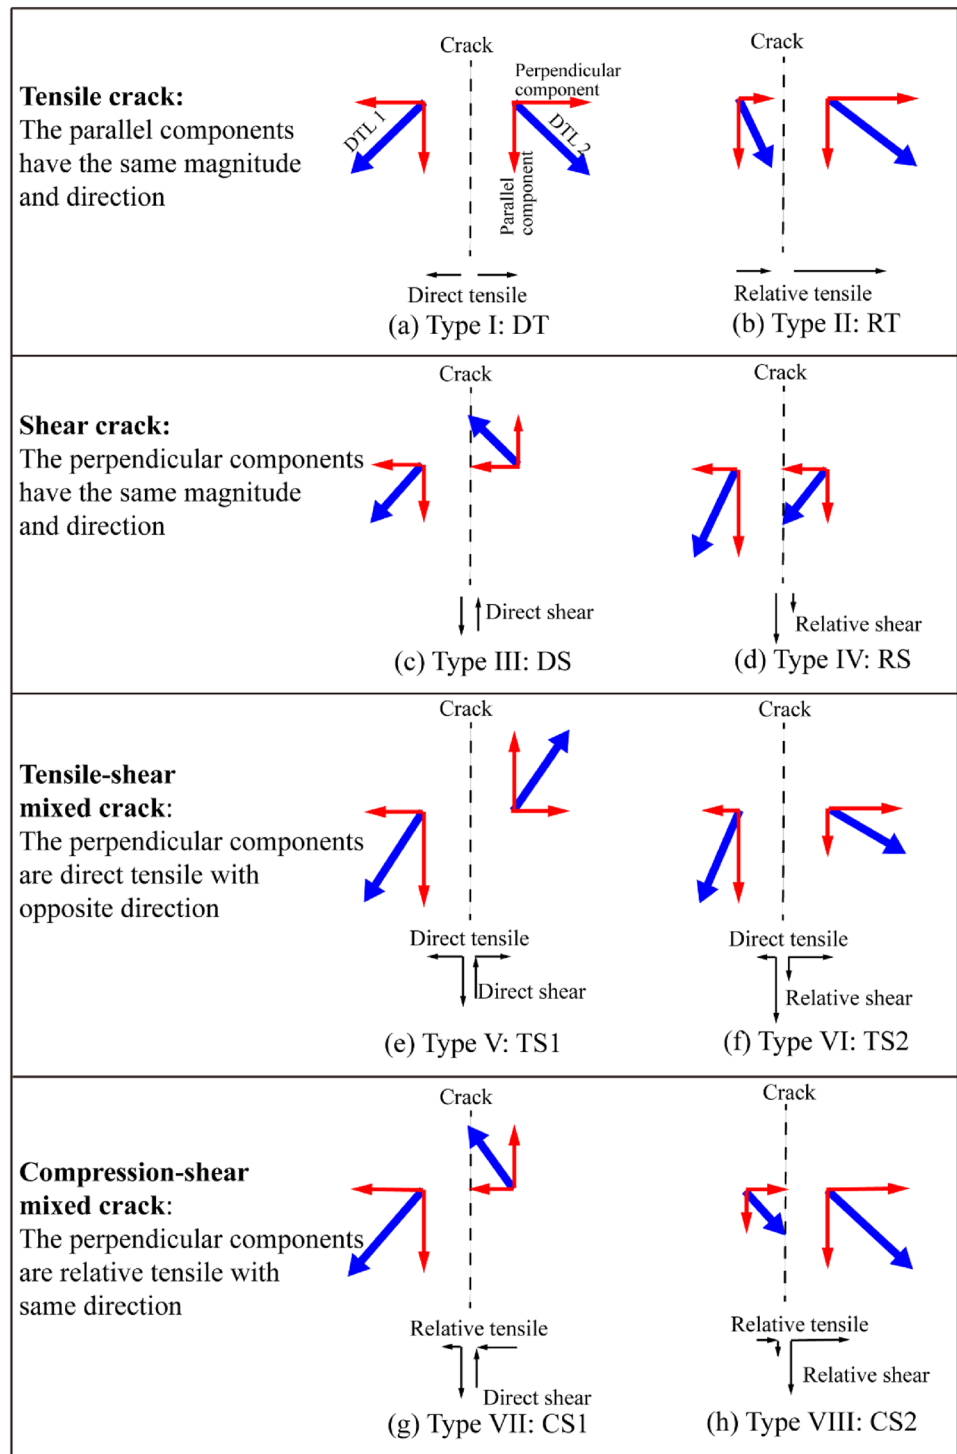 Tensile crack:
The parallel components
have the same magnitude
and direction
Crack
Perpendicular
component
DTL 1
DTL 2
Parallel
component
Direct tensile
(a) Type I: DT
Crack
Relative tensile
(b) Type II: RT
Shear crack:
The perpendicular components
have the same magnitude
and direction
Crack
Direct shear
(c) Type III: DS
Crack
Relative shear
(d) Type IV: RS
Tensile-shear
mixed crack:
The perpendicular components
are direct tensile with
opposite direction
Crack
Direct tensile
Direct shear
(e) Type V: TS1
Crack
Direct tensile
Relative shear
(f) Type VI: TS2
Compression-shear
mixed crack:
The perpendicular components
are relative tensile with
same direction
Crack
Relative tensile
Direct shear
(g) Type VII: CS1
Crack
Relative tensile
Relative shear
(h) Type VIII: CS2